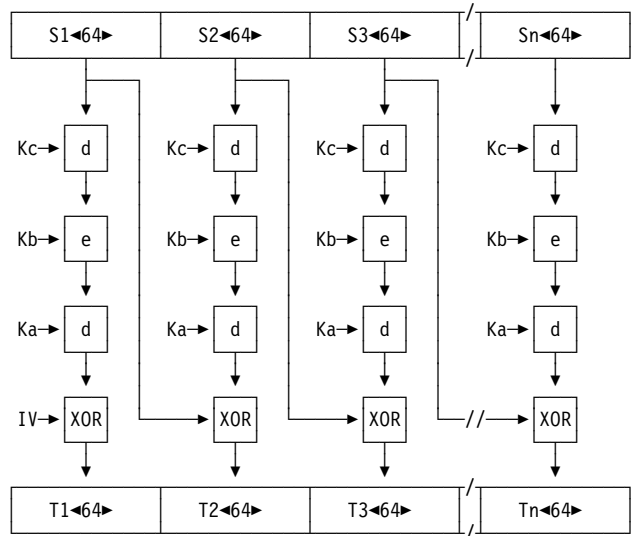 S1◄64► S2◄64► S3◄64► // Sn◄64►
Kc d Kc d Kc d Kc d
Kb e Kb e Kb e Kb e
Ka d Ka d Ka d Ka d
IV XOR XOR XOR // XOR
T1◄64► T2◄64► T3◄64► // Tn◄64►